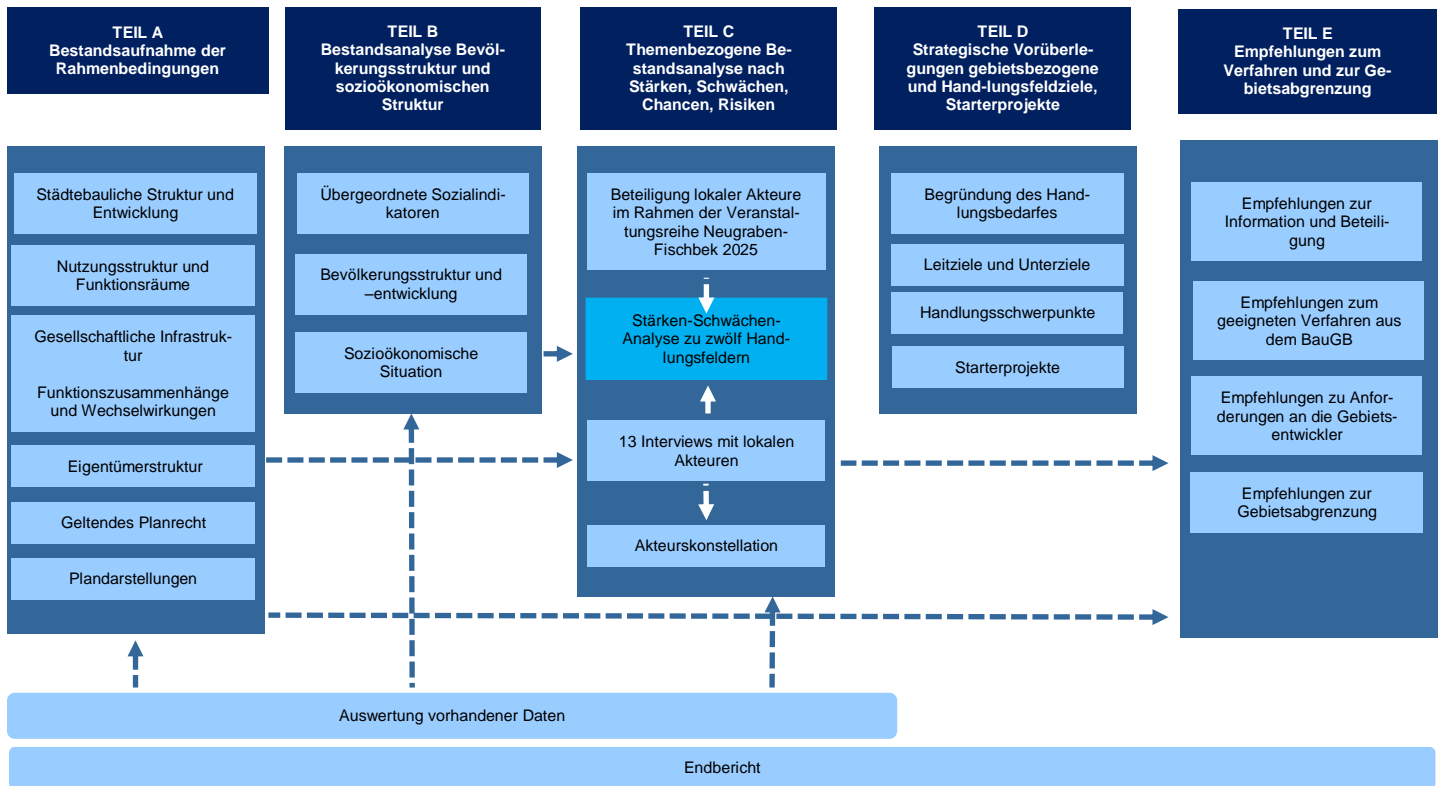 TEIL A
Bestandsaufnahme der
Rahmenbedingungen
TEIL B
Bestandsanalyse Bevöl-
kerungsstruktur und
sozioökonomischen
Struktur
TEIL C
Themenbezogene Be-
standsanalyse nach
Stärken, Schwächen,
Chancen, Risiken
TEIL D
Strategische Vorüberle-
gungen gebietsbezogene
und Hand-lungsfeldziele,
Starterprojekte
TEIL E
Empfehlungen zum
Verfahren und zur Ge-
bietsabgrenzung
Städtebauliche Struktur und
Entwicklung
Nutzungsstruktur und
Funktionsräume
Gesellschaftliche Infrastruk-
tur
Funktionszusammenhänge
und Wechselwirkungen
Eigentümerstruktur
Geltendes Planrecht
Plandarstellungen
Übergeordnete Sozialindi-
katoren
Bevölkerungsstruktur und
–entwicklung
Sozioökonomische
Situation
Beteiligung lokaler Akteure
im Rahmen der Veranstal-
tungsreihe Neugraben-
Fischbek 2025
Stärken-Schwächen-
Analyse zu zwölf Hand-
lungsfeldern
13 Interviews mit lokalen
Akteuren
Akteurskonstellation
Begründung des Hand-
lungsbedarfes
Leitziele und Unterziele
Handlungsschwerpunkte
Starterprojekte
Empfehlungen zur
Information und Beteili-
gung
Empfehlungen zum
geeigneten Verfahren aus
dem BauGB
Empfehlungen zu Anfor-
derungen an die Gebiets-
entwickler
Empfehlungen zur
Gebietsabgrenzung
Auswertung vorhandener Daten
Endbericht